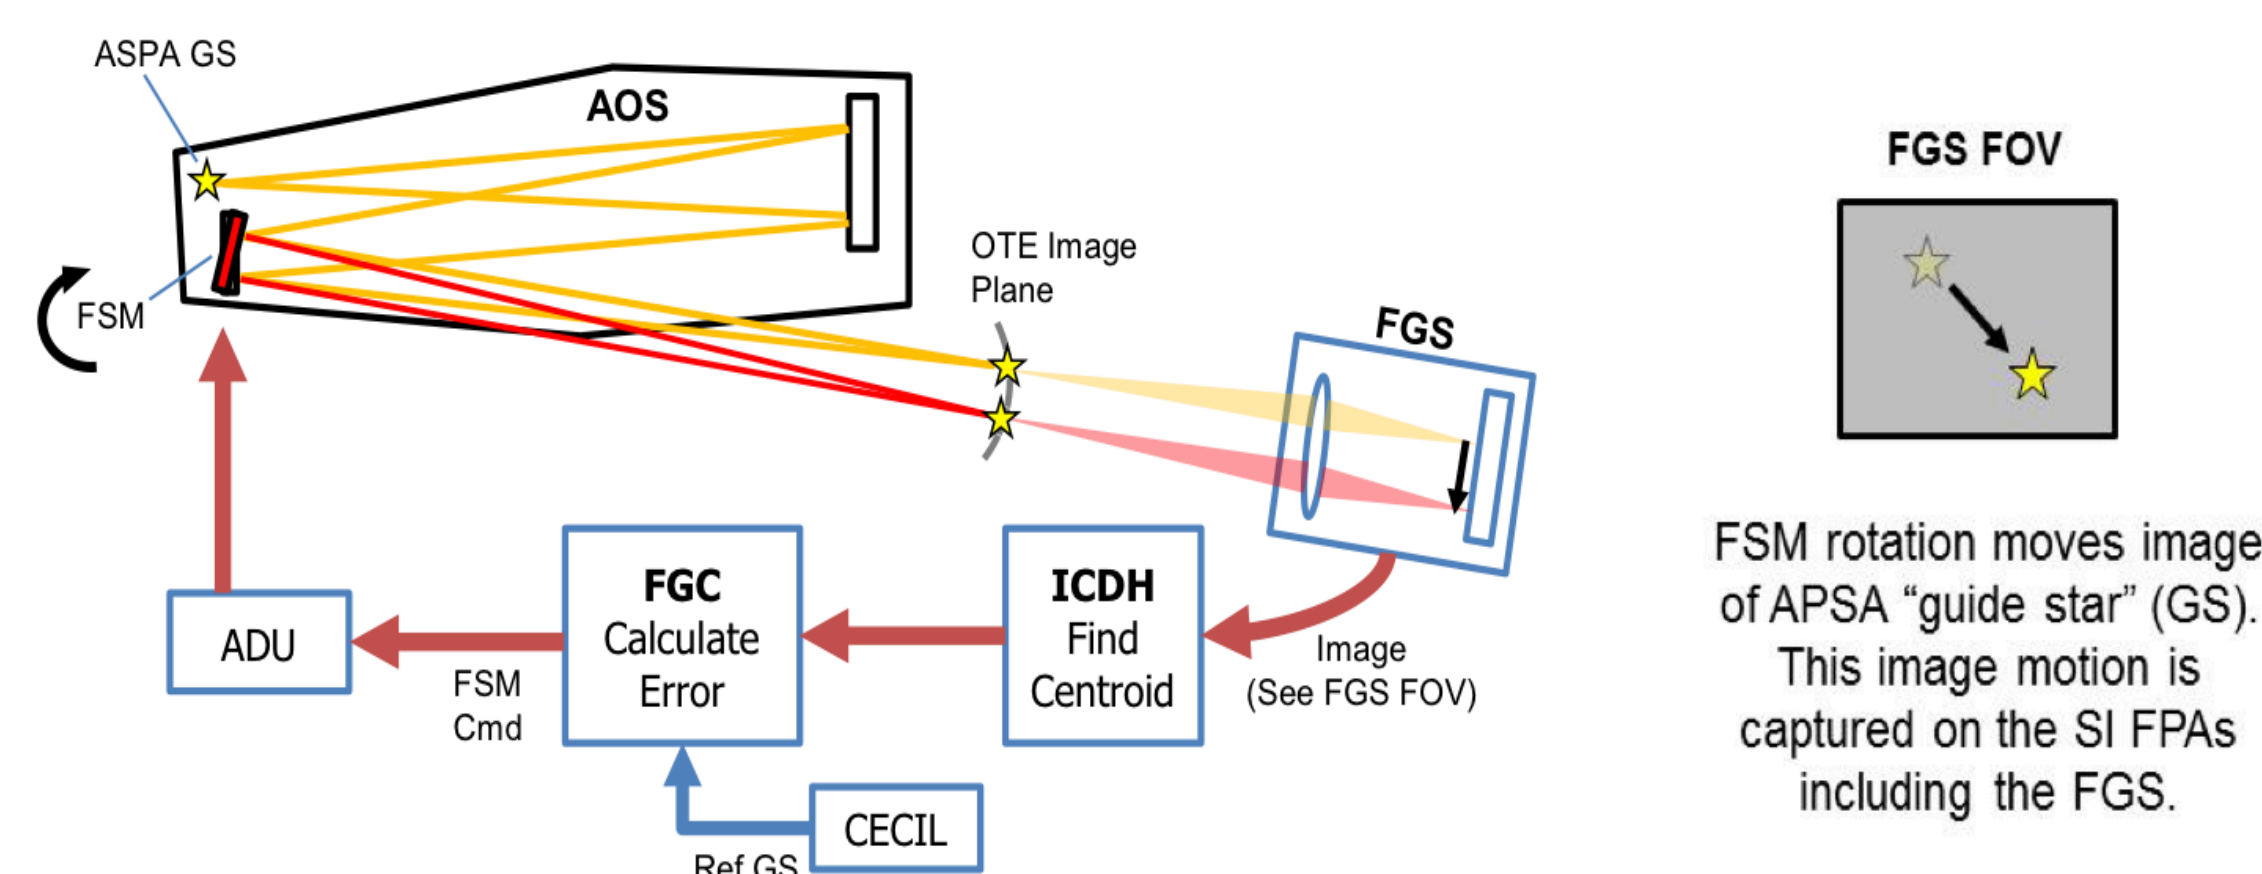 ASPA GS
AOS
FSM
OTE Image
Plane
FGS
FGS FOV
ADU
FSM
Cmd
FGC
Calculate
Error
ICDH
Find
Centroid
Image
(See FGS FOV)
CECIL
Ref GS
FSM rotation moves image
of APSA “guide star” (GS).
This image motion is
captured on the SI FPAs
including the FGS.